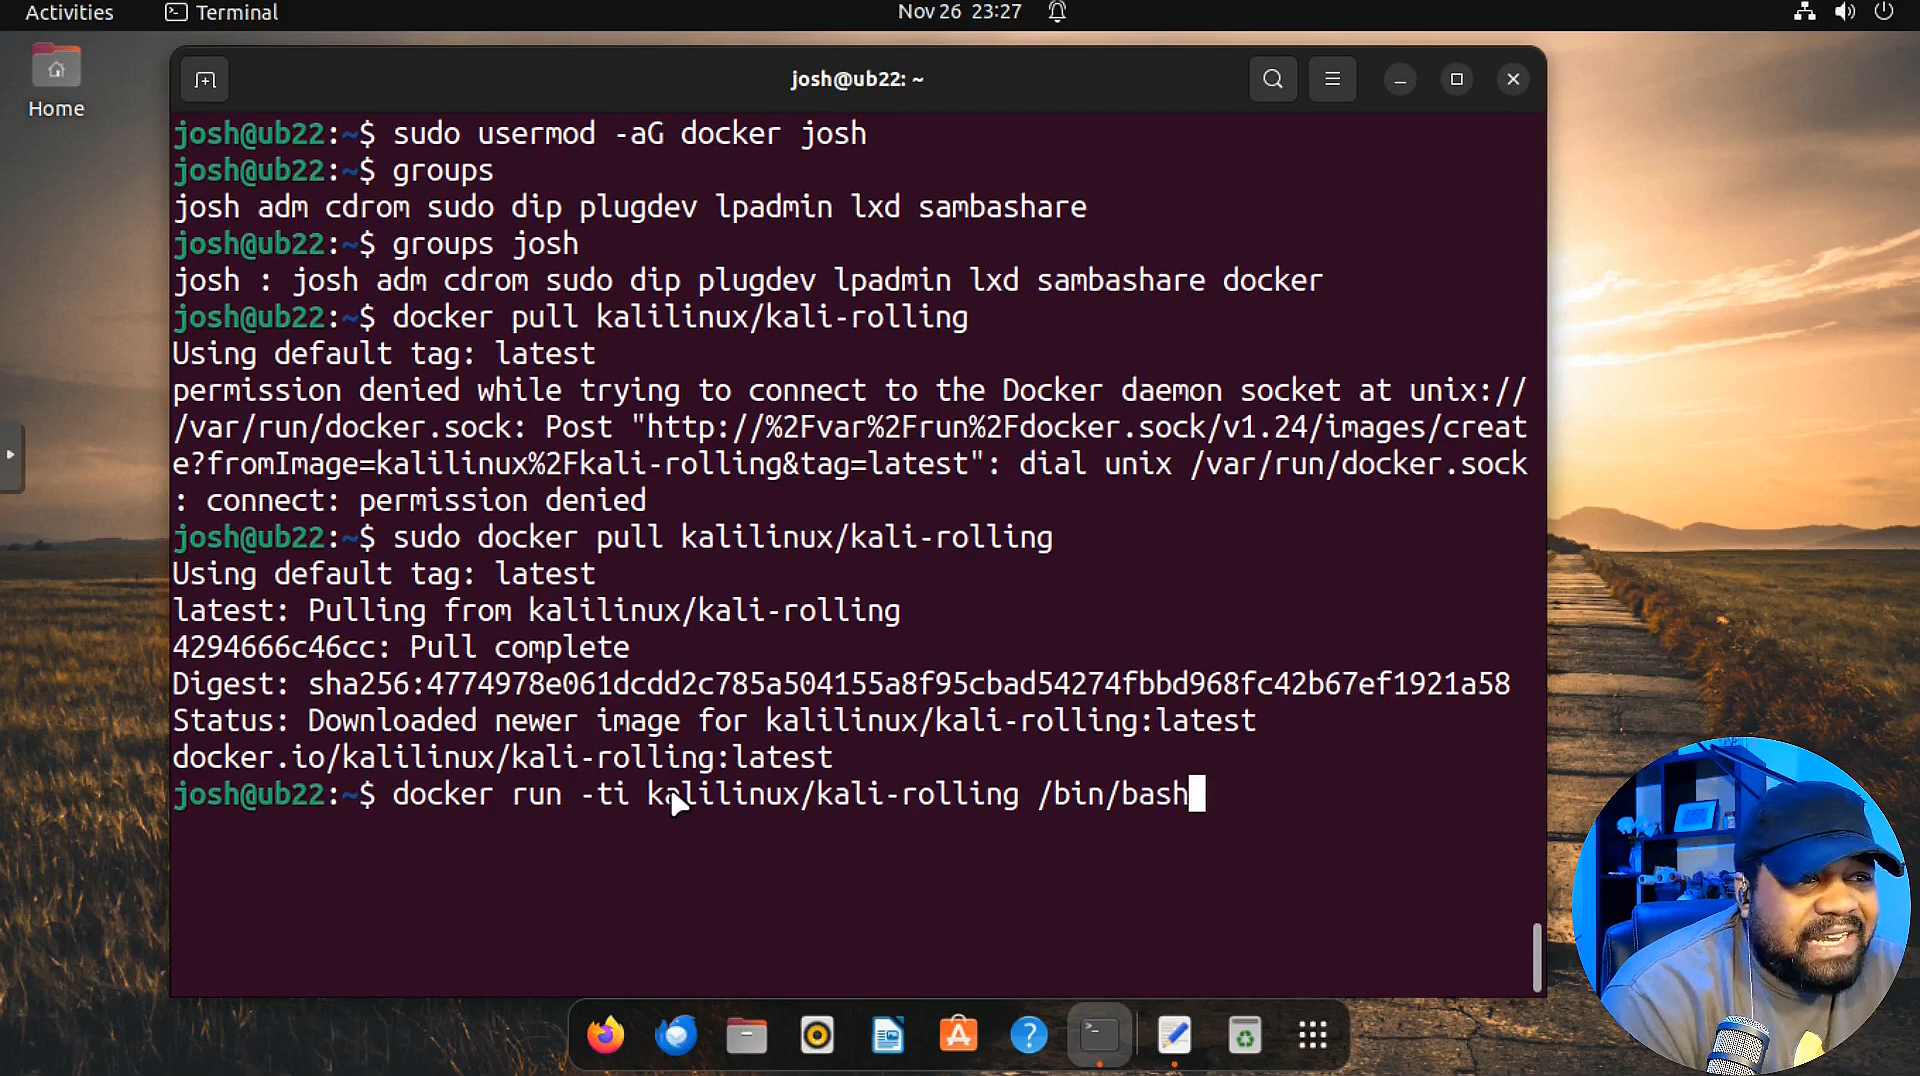 Activities
Terminal
Nov 26 23:27
Home
josh@ub22: ~
josh@ub22:~$ sudo usermod -aG docker josh
josh@ub22:~$ groups
josh adm cdrom sudo dip plugdev lpadmin lxd sambashare
josh@ub22:~$ groups josh
josh : josh adm cdrom sudo dip plugdev lpadmin lxd sambashare docker
josh@ub22:~$ docker pull kalilinux/kali-rolling
Using default tag: latest
permission denied while trying to connect to the Docker daemon socket at unix://
/var/run/docker.sock: Post "http://%2Fvar%2Frun%2Fdocker.sock/v1.24/images/creat
e?fromImage=kalilinux%2Fkali-rolling&tag=latest": dial unix /var/run/docker.sock
: connect: permission denied
josh@ub22:~$ sudo docker pull kalilinux/kali-rolling
Using default tag: latest
latest: Pulling from kalilinux/kali-rolling
4294666c46cc: Pull complete
Digest: sha256:4774978e061dcdd2c785a504155a8f95cbad54274fbbd968fc42b67ef1921a58
Status: Downloaded newer image for kalilinux/kali-rolling:latest
docker.io/kalilinux/kali-rolling:latest
josh@ub22:~$ docker run -ti kalilinux/kali-rolling /bin/bash